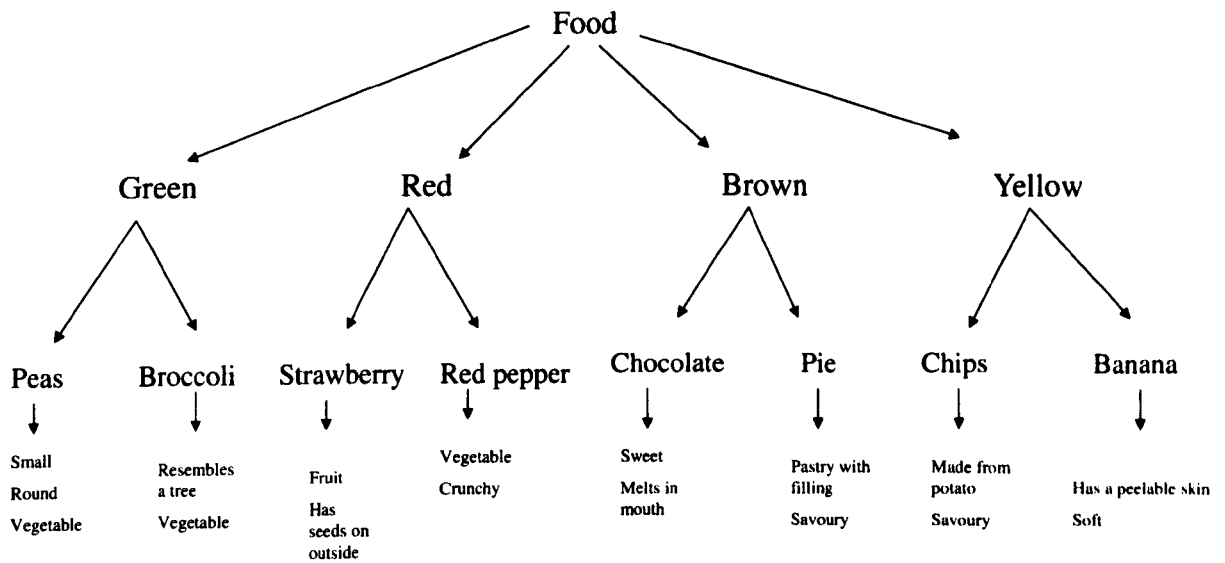 Food
Green
Red
Brown
Yellow
Peas
Broccoli
Strawberry
Red pepper
Chocolate
Pie
Chips
Banana
Small
Round
Vegetable
Resembles
a tree
Vegetable
Fruit
Has
seeds on
outside
Vegetable
Crunchy
Sweet
Melts in
mouth
Pastry with
filling
Savoury
Made from
potato
Savoury
Has a peelable skin
Soft